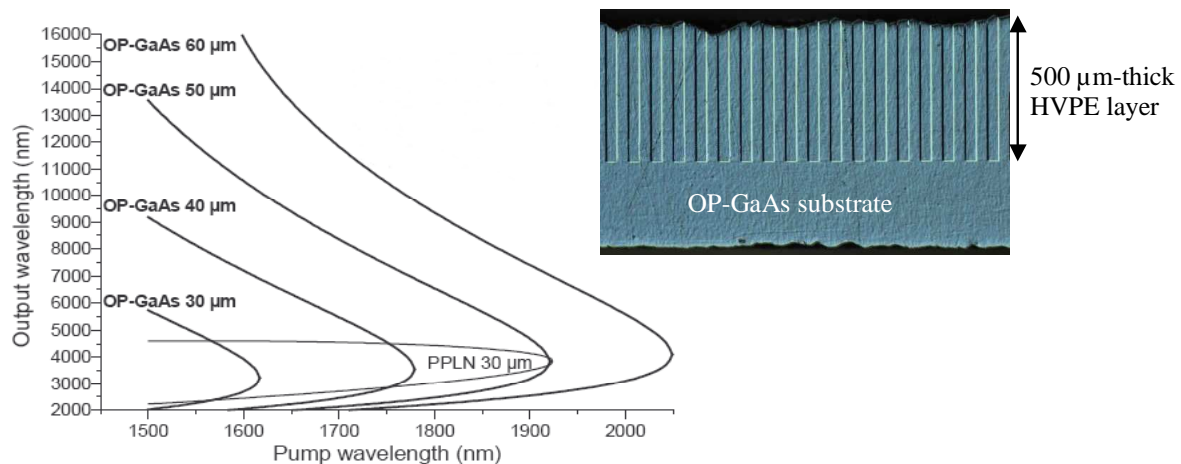 16000
15000
14000
13000
12000
11000
10000
9000
8000
7000
6000
5000
4000
3000
2000
Output wavelength (nm)
OP-GaAs 60 µm
OP-GaAs 50 µm
OP-GaAs 40 µm
OP-GaAs 30 µm
PPLN 30 µm
1500 1600 1700 1800 1900 2000
Pump wavelength (nm)
500 µm-thick
HVPE layer
OP-GaAs substrate